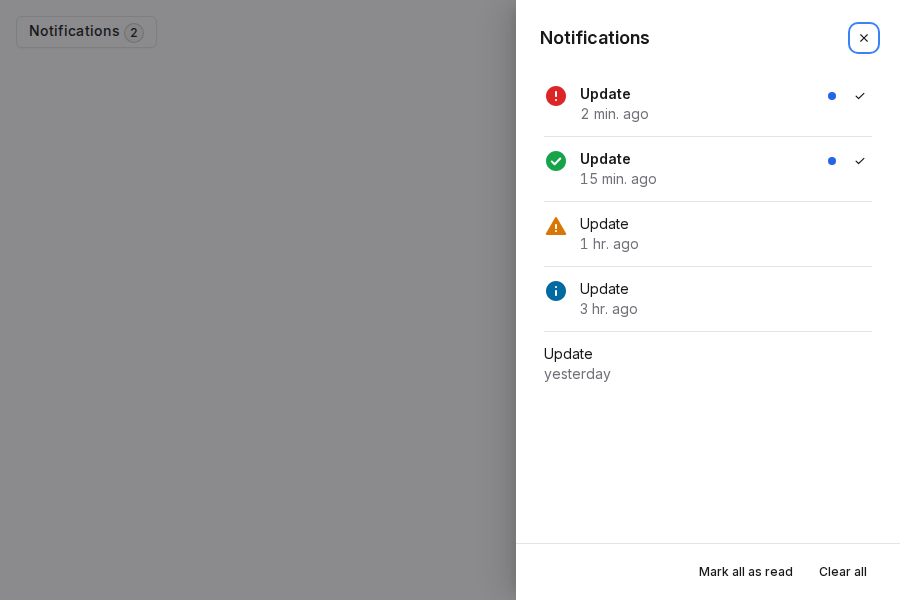 Notifications 2
Notifications
Update
2 min. ago
Update
15 min. ago
Update
1 hr. ago
Update
3 hr. ago
Update
yesterday
Mark all as read
Clear all